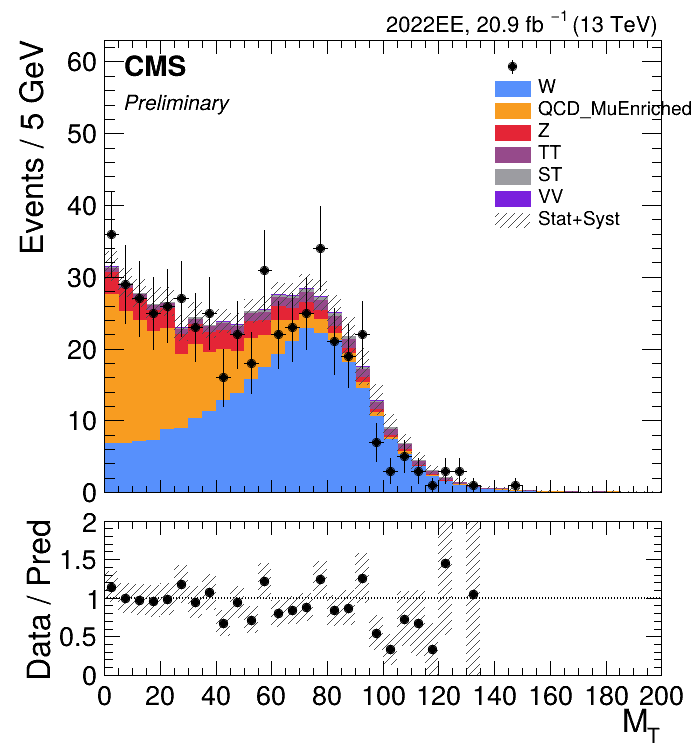 2022EE, 20.9 fb ⁻¹ (13 TeV)
Events / 5 GeV
60
50
40
30
20
10
0
CMS
Preliminary
W
QCD_MuEnriched
Z
TT
ST
VV
Stat+Syst
Data / Pred
2
1.5
1
0.5
0
0 20 40 60 80 100 120 140 160 180 200
M_T